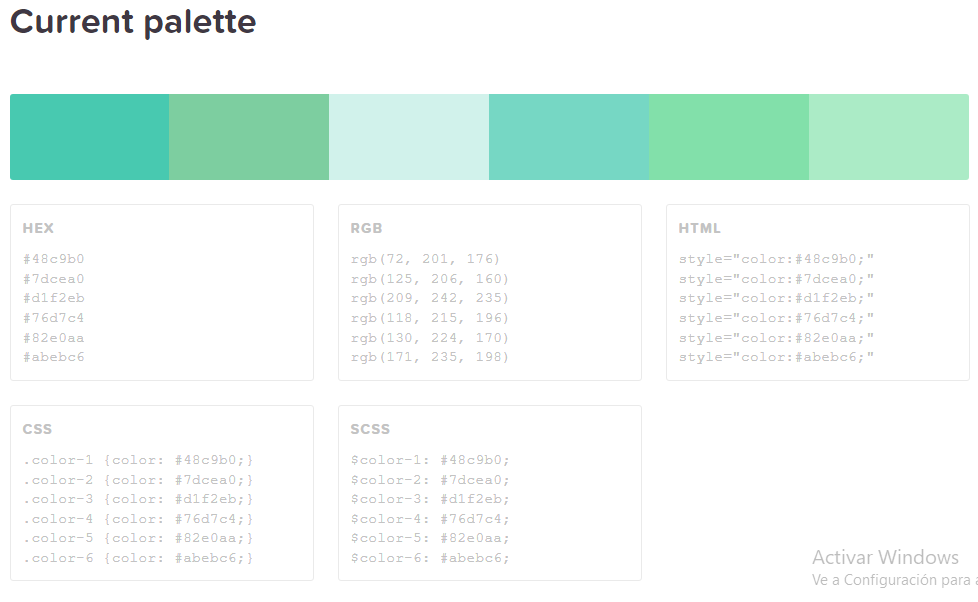 Current palette
HEX
#48c9b0
#7dcea0
#d1f2eb
#76d7c4
#82e0aa
#abebc6
RGB
rgb(72, 201, 176)
rgb(125, 206, 160)
rgb(209, 242, 235)
rgb(118, 215, 196)
rgb(130, 224, 170)
rgb(171, 235, 198)
HTML
style="color:#48c9b0;"
style="color:#7dcea0;"
style="color:#d1f2eb;"
style="color:#76d7c4;"
style="color:#82e0aa;"
style="color:#abebc6;"
CSS
.color-1 {color: #48c9b0;}
.color-2 {color: #7dcea0;}
.color-3 {color: #d1f2eb;}
.color-4 {color: #76d7c4;}
.color-5 {color: #82e0aa;}
.color-6 {color: #abebc6;}
SCSS
$color-1: #48c9b0;
$color-2: #7dcea0;
$color-3: #d1f2eb;
$color-4: #76d7c4;
$color-5: #82e0aa;
$color-6: #abebc6;
Activar Windows
Ve a Configuración para